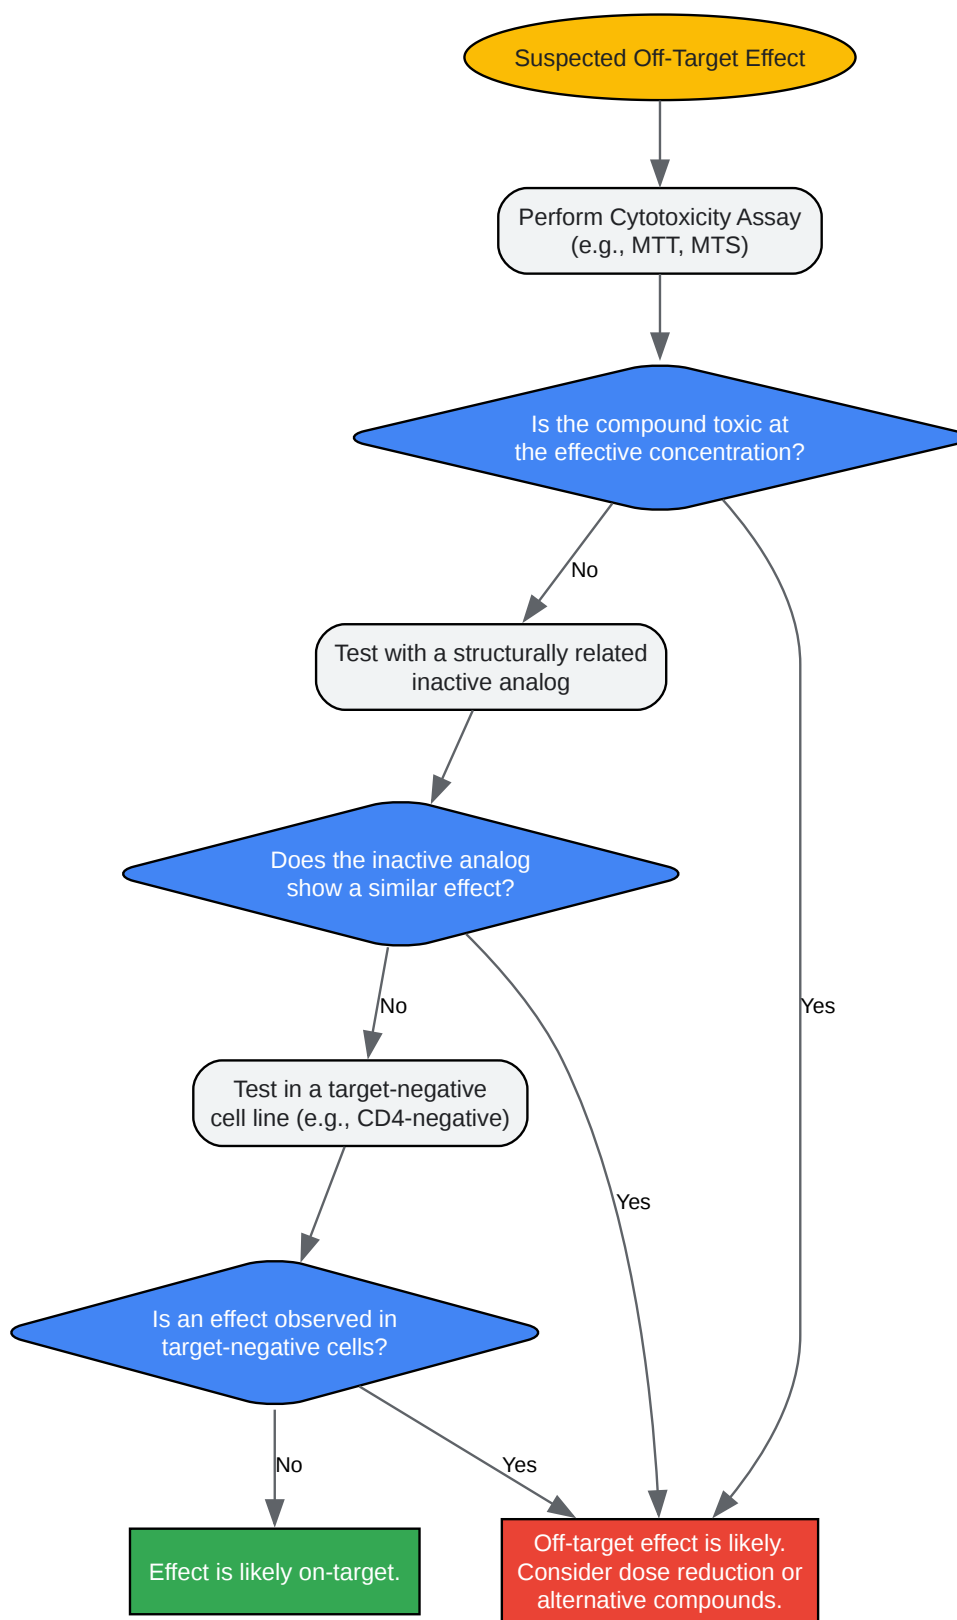 Suspected Off-Target Effect
Perform Cytotoxicity Assay
(e.g., MTT, MTS)
Is the compound toxic at
the effective concentration?
No
Test with a structurally related
inactive analog
Does the inactive analog
show a similar effect?
No
Yes
Test in a target-negative
cell line (e.g., CD4-negative)
Yes
Is an effect observed in
target-negative cells?
No
Yes
Effect is likely on-target.
Off-target effect is likely.
Consider dose reduction or
alternative compounds.